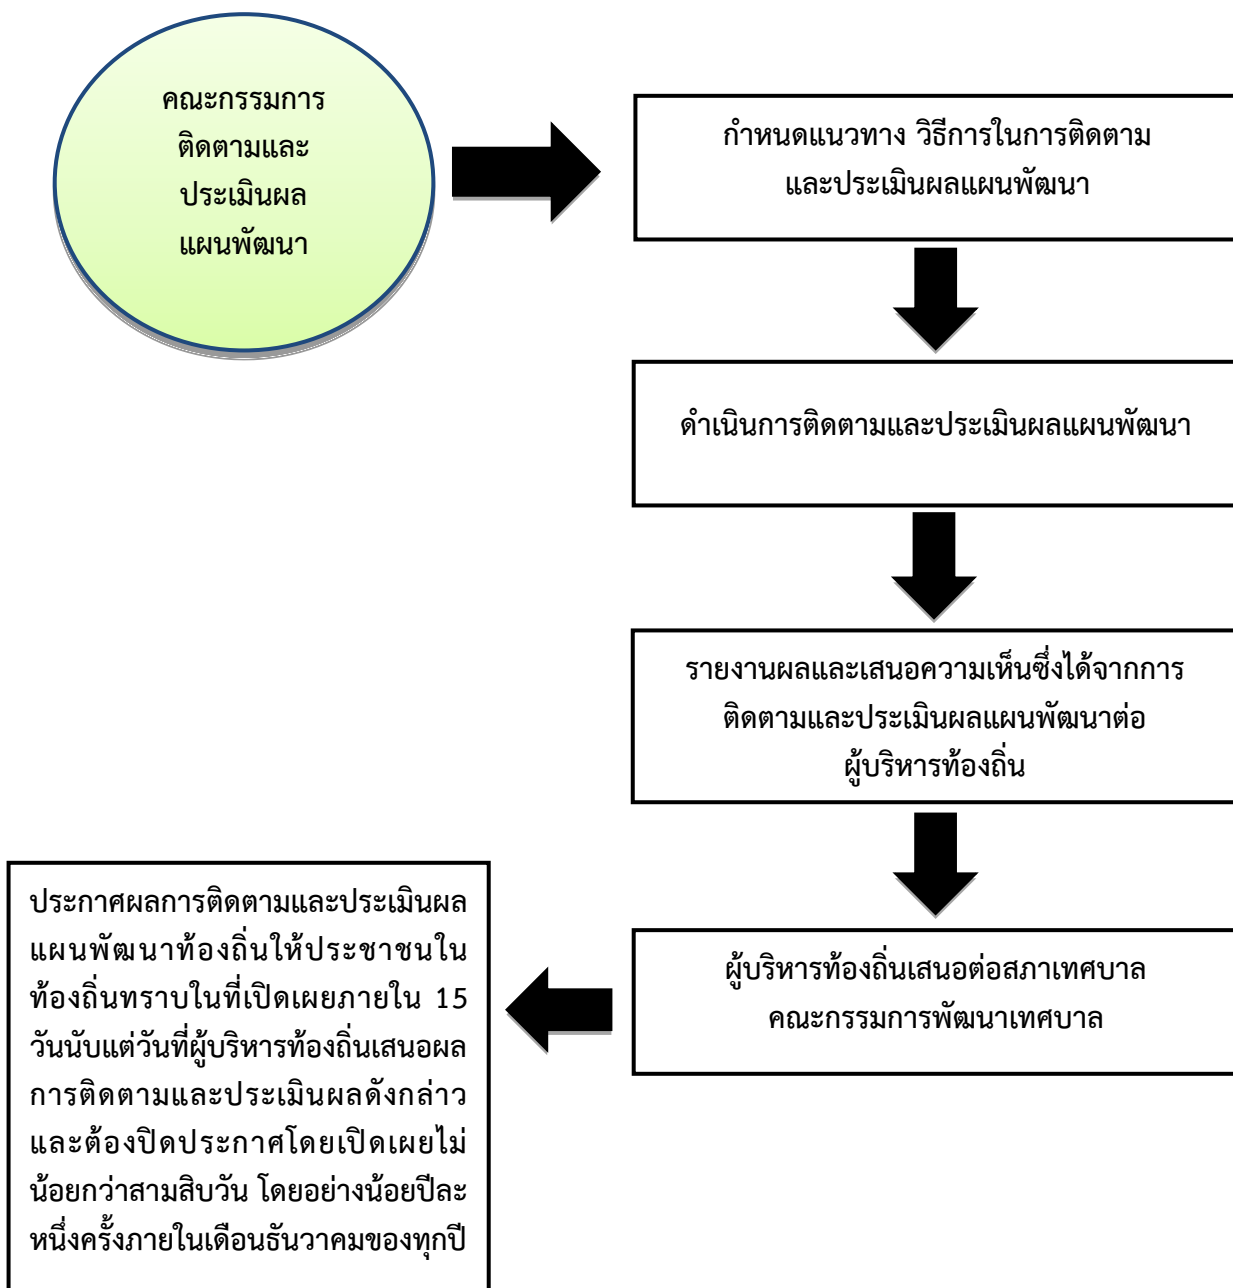 คณะกรรมการ
ติดตามและ
ประเมินผล
แผนพัฒนา
กำหนดแนวทาง วิธีการในการติดตาม
และประเมินผลแผนพัฒนา
ดำเนินการติดตามและประเมินผลแผนพัฒนา
รายงานผลและเสนอความเห็นซึ่งได้จากการ
ติดตามและประเมินผลแผนพัฒนาต่อ
ผู้บริหารท้องถิ่น
ผู้บริหารท้องถิ่นเสนอต่อสภาเทศบาล
คณะกรรมการพัฒนาเทศบาล
ประกาศผลการติดตามและประเมินผล
แผนพัฒนาท้องถิ่นให้ประชาชนใน
ท้องถิ่นทราบในที่เปิดเผยภายใน 15
วันนับแต่วันที่ผู้บริหารท้องถิ่นเสนอผล
การติดตามและประเมินผลดังกล่าว
และต้องปิดประกาศโดยเปิดเผยไม่
น้อยกว่าสามสิบวัน โดยอย่างน้อยปีละ
หนึ่งครั้งภายในเดือนธันวาคมของทุกปี